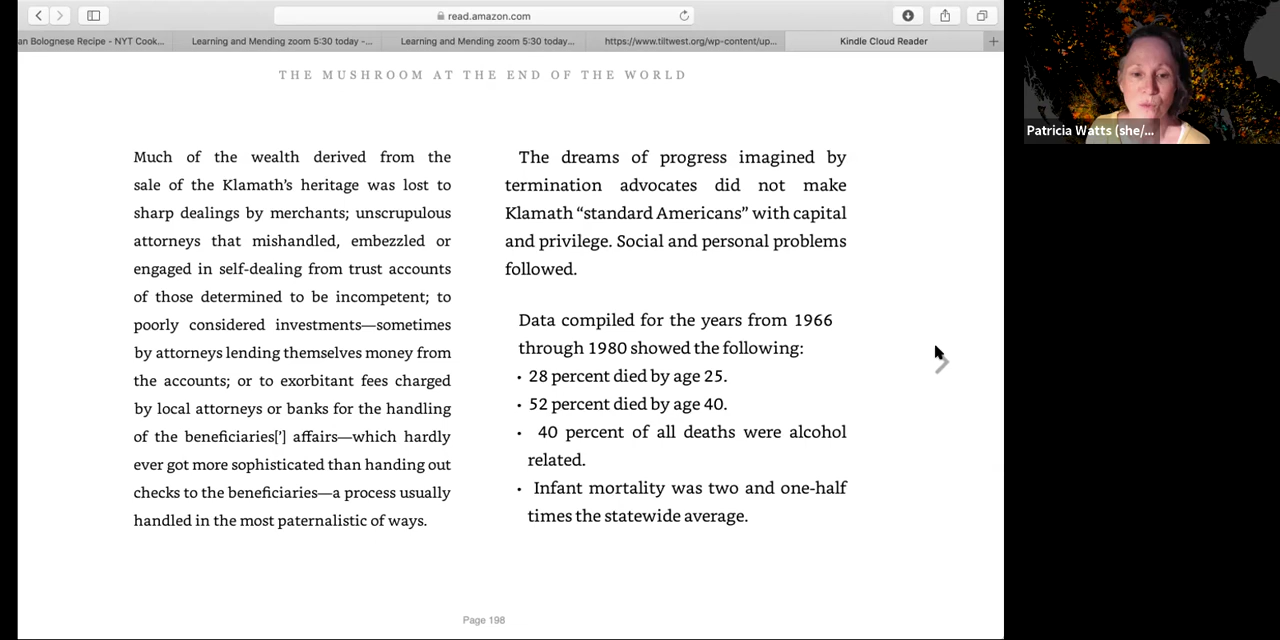 read.amazon.com
an Bolognese Recipe - NYT Cook...
Learning and Mending zoom 5:30 today -...
Learning and Mending zoom 5:30 today...
https://www.tiltwest.org/wp-content/up...
Kindle Cloud Reader
THE MUSHROOM AT THE END OF THE WORLD
Much of the wealth derived from the
sale of the Klamath’s heritage was lost to
sharp dealings by merchants; unscrupulous
attorneys that mishandled, embezzled or
engaged in self-dealing from trust accounts
of those determined to be incompetent; to
poorly considered investments—sometimes
by attorneys lending themselves money from
the accounts; or to exorbitant fees charged
by local attorneys or banks for the handling
of the beneficiaries[’] affairs—which hardly
ever got more sophisticated than handing out
checks to the beneficiaries—a process usually
handled in the most paternalistic of ways.
The dreams of progress imagined by
termination advocates did not make
Klamath “standard Americans” with capital
and privilege. Social and personal problems
followed.
Data compiled for the years from 1966
through 1980 showed the following:
• 28 percent died by age 25.
• 52 percent died by age 40.
• 40 percent of all deaths were alcohol
related.
• Infant mortality was two and one-half
times the statewide average.
Page 198
Patricia Watts (she/...